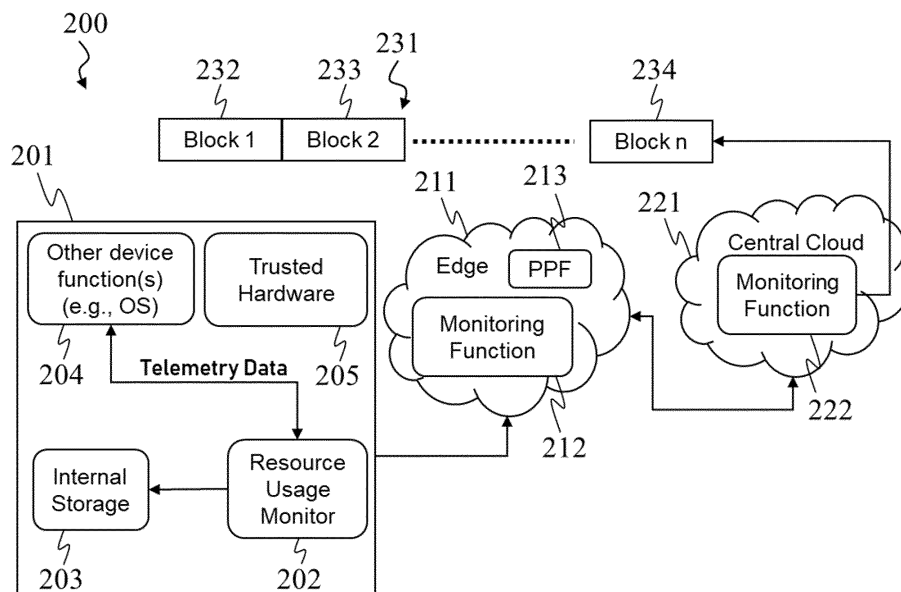 200
232
233
231
234
Block 1
Block 2
Block n
201
211
213
221
Other device
function(s)
(e.g., OS)
Trusted
Hardware
Edge
PPF
Central Cloud
Monitoring
Function
Monitoring
Function
204
Telemetry Data
205
212
222
Internal
Storage
Resource
Usage
Monitor
203
202